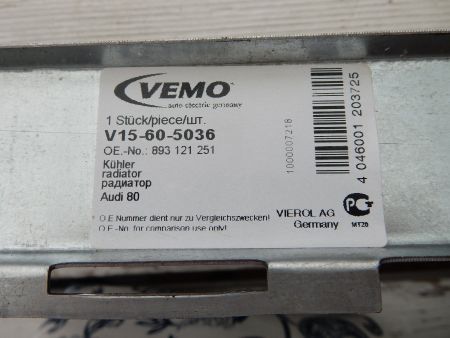 VEMO
auto-electric germany
1 Stück/piece/шт.
V15-60-5036
OE.-No.: 893 121 251
Kühler
radiator
радиатор
Audi 80
O.E Nummer dient nur zu Vergleichszwecken!
O.E.-No. for comparison use only!
1000007218
VIEROL AG
Germany
МТ20
4 046001 203725